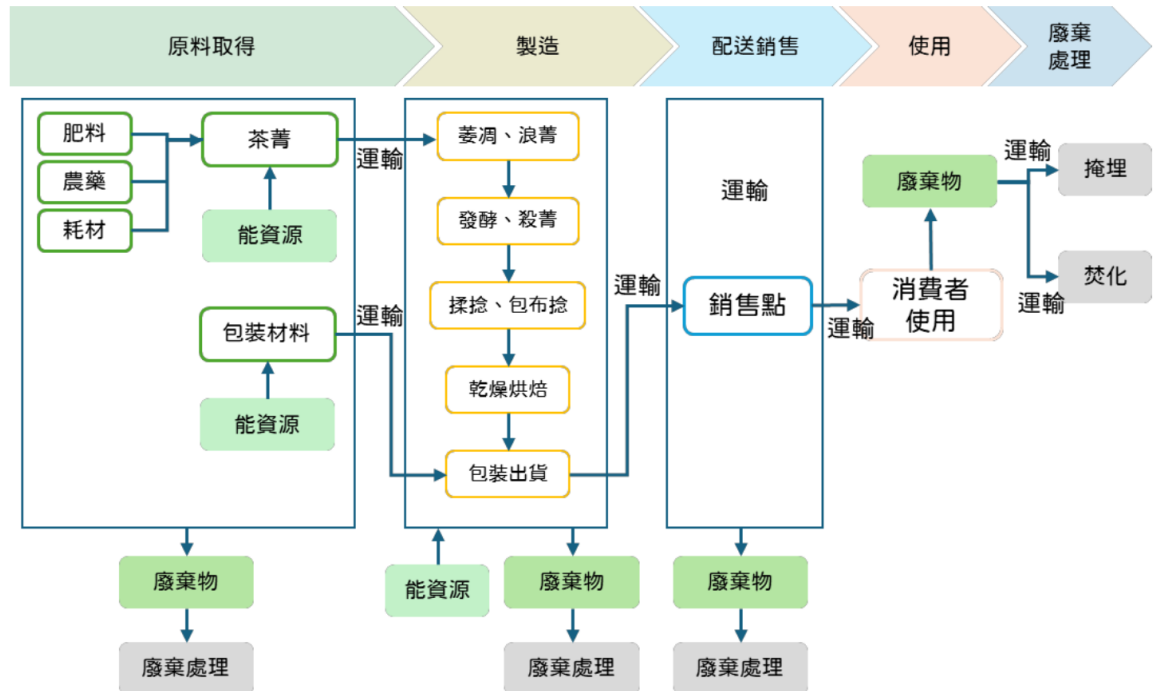 原料取得
製造
配送銷售
使用
廢棄
處理
肥料
農藥
耗材
茶菁
能資源
運輸
包裝材料
能資源
運輸
萎凋、浪菁
發酵、殺菁
揉捻、包布捻
乾燥烘焙
包裝出貨
運輸
運輸
銷售點
運輸
廢棄物
消費者
使用
運輸
掩埋
運輸
焚化
廢棄物
廢棄處理
能資源
廢棄物
廢棄處理
廢棄物
廢棄處理